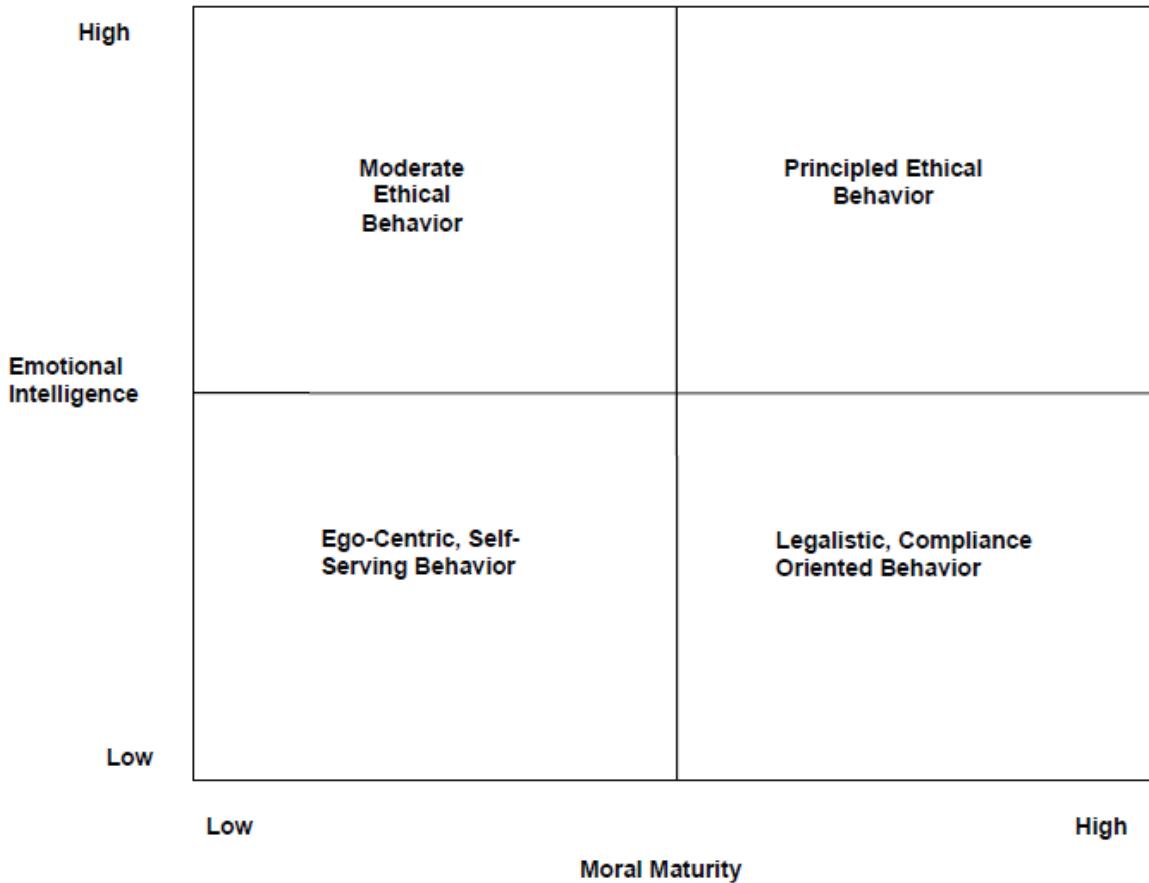 High
Moderate
Ethical
Behavior
Principled Ethical
Behavior
Emotional
Intelligence
Ego-Centric, Self-
Serving Behavior
Legalistic, Compliance
Oriented Behavior
Low
Low
High
Moral Maturity